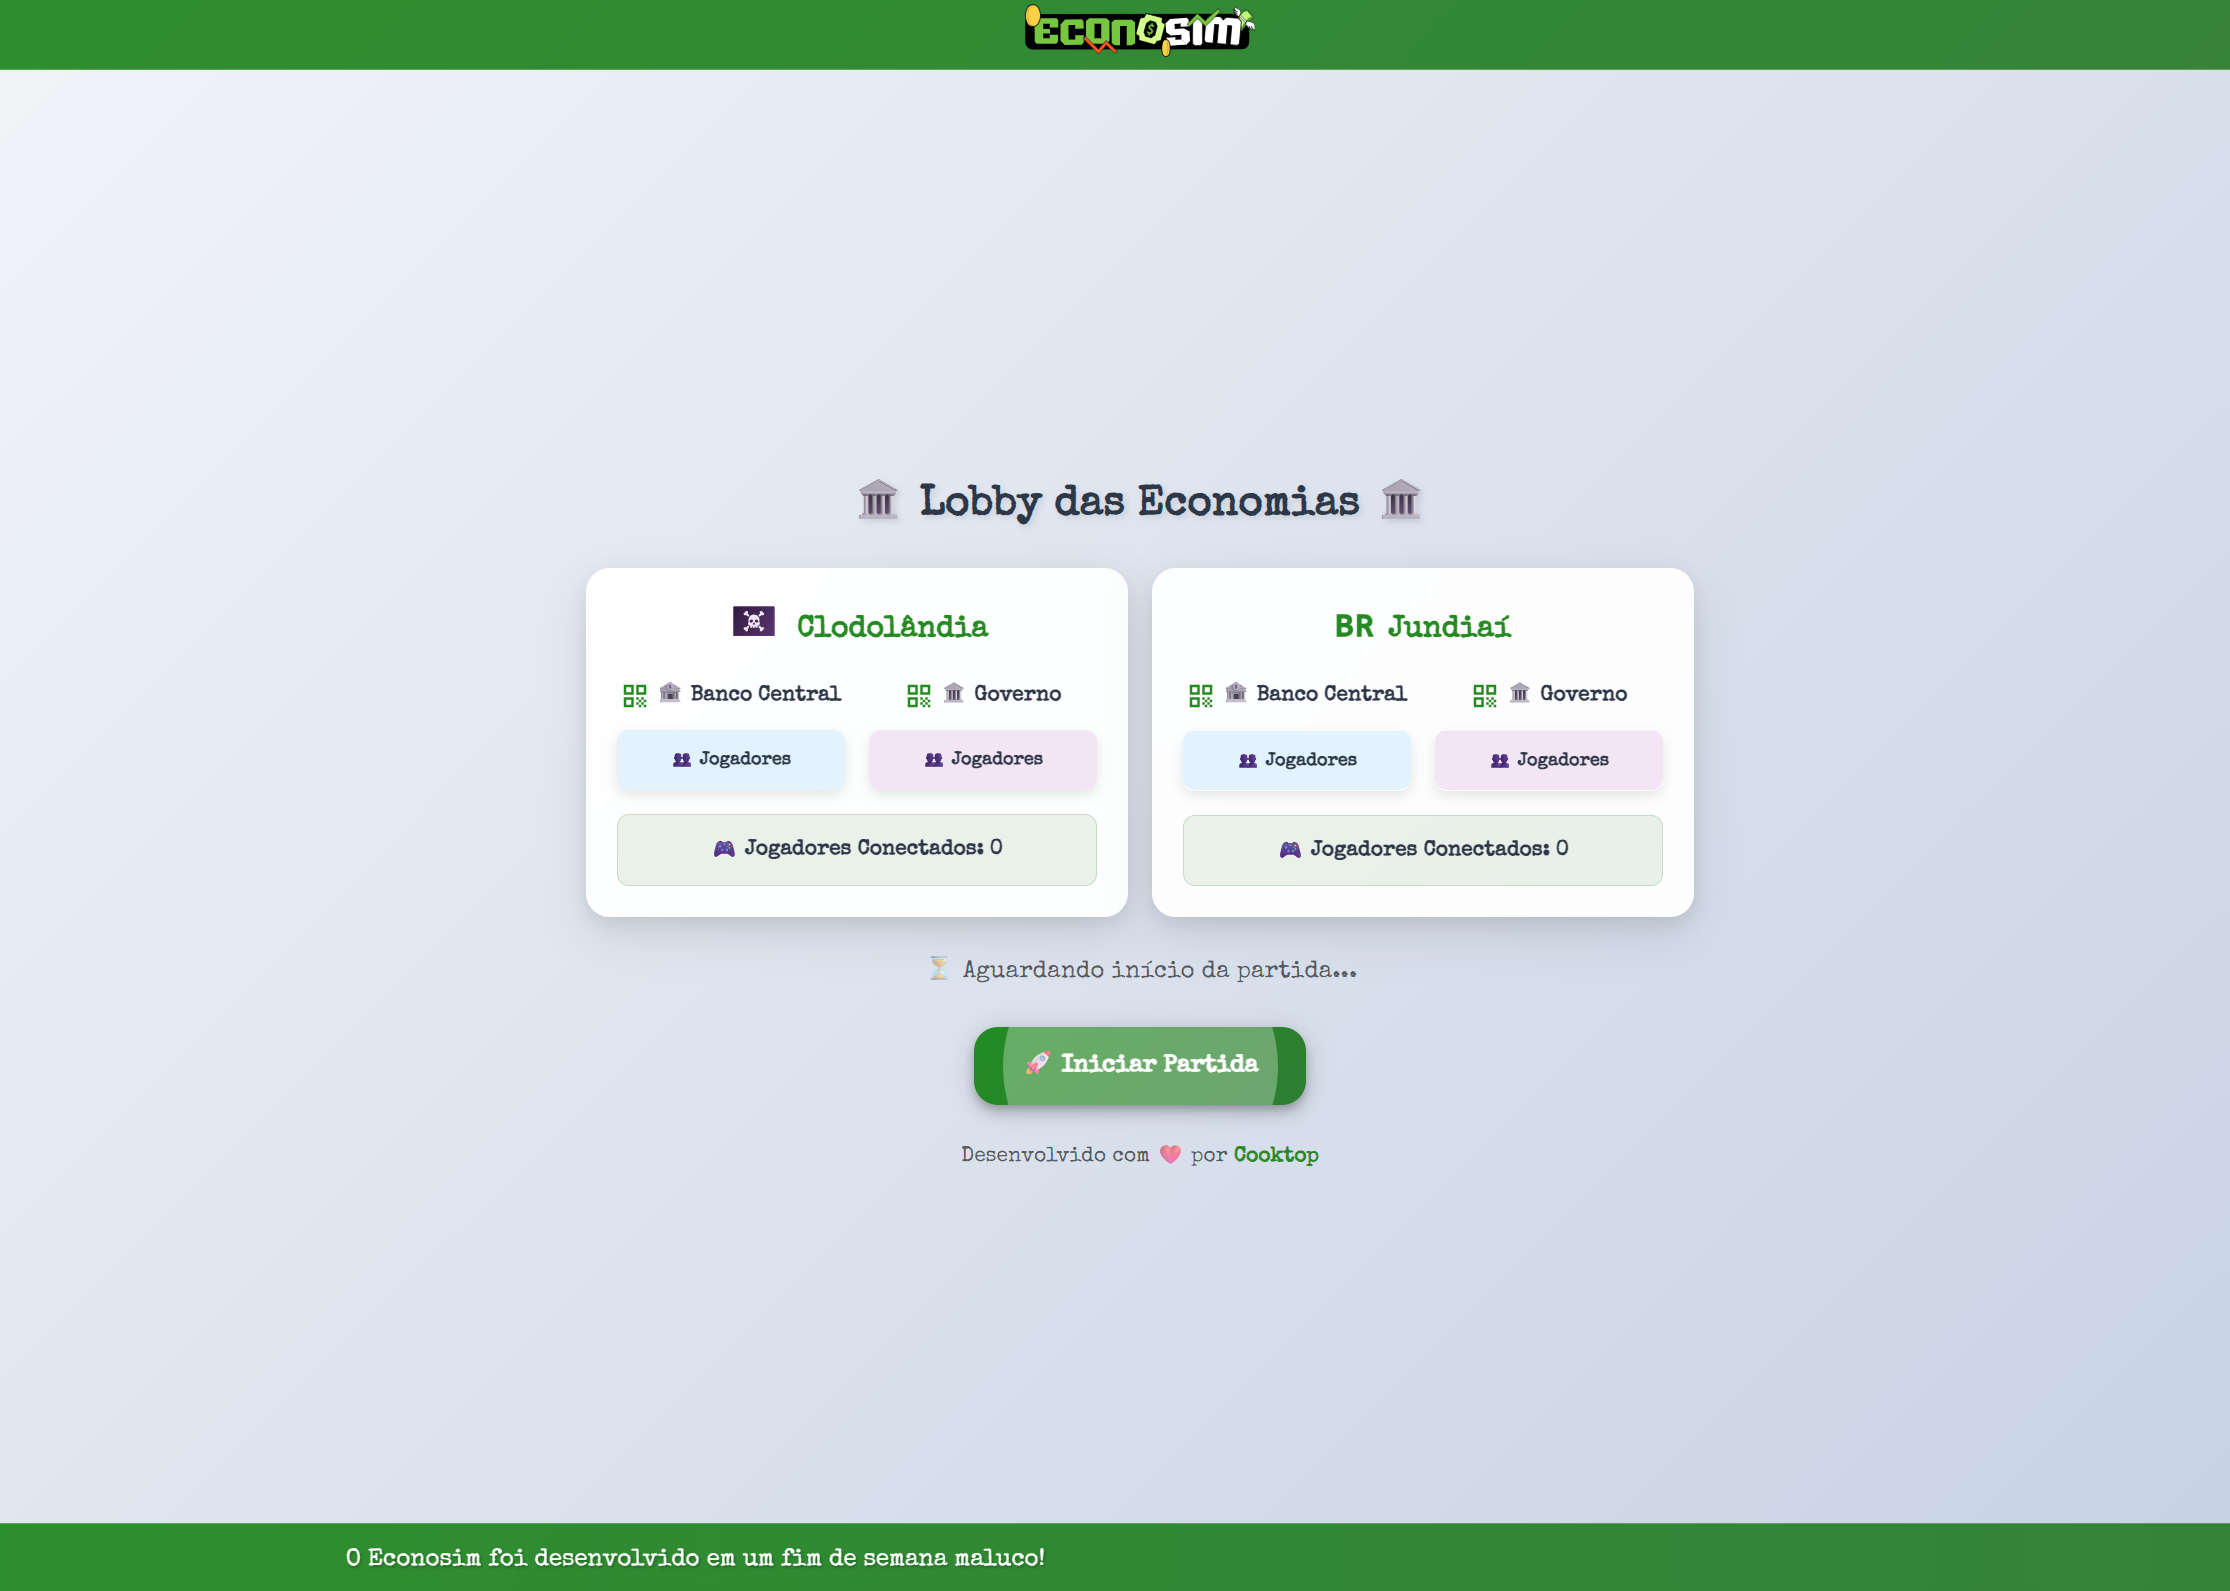 ECONOSIM
Lobby das Economias
Clodolândia
Banco Central
Governo
Jogadores
Jogadores
Jogadores Conectados: 0
BR Jundiaí
Banco Central
Governo
Jogadores
Jogadores
Jogadores Conectados: 0
Aguardando início da partida...
Iniciar Partida
Desenvolvido com ❤️ por Cooktop
O Econosim foi desenvolvido em um fim de semana maluco!